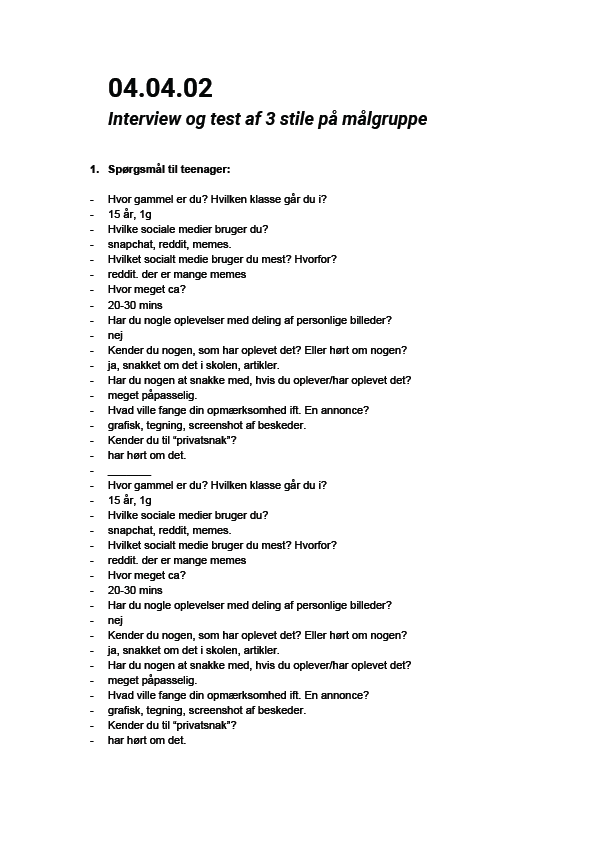 04.04.02
Interview og test af 3 stile på målgruppe
1. Spørgsmål til teenager:
- Hvor gammel er du? Hvilken klasse går du i?
- 15 år, 1g
- Hvilke sociale medier bruger du?
- snapchat, reddit, memes.
- Hvilket socialt medie bruger du mest? Hvorfor?
- reddit. der er mange memes
- Hvor meget ca?
- 20-30 mins
- Har du nogle oplevelser med deling af personlige billeder?
- nej
- Kender du nogen, som har oplevet det? Eller hørt om nogen?
- ja, snakket om det i skolen, artikler.
- Har du nogen at snakke med, hvis du oplever/har oplevet det?
- meget påpasselig.
- Hvad ville fange din opmærksomhed ift. En annonce?
- grafisk, tegning, screenshot af beskeder.
- Kender du til “privatsnak”?
- har hørt om det.
- _______
- Hvor gammel er du? Hvilken klasse går du i?
- 15 år, 1g
- Hvilke sociale medier bruger du?
- snapchat, reddit, memes.
- Hvilket socialt medie bruger du mest? Hvorfor?
- reddit. der er mange memes
- Hvor meget ca?
- 20-30 mins
- Har du nogle oplevelser med deling af personlige billeder?
- nej
- Kender du nogen, som har oplevet det? Eller hørt om nogen?
- ja, snakket om det i skolen, artikler.
- Har du nogen at snakke med, hvis du oplever/har oplevet det?
- meget påpasselig.
- Hvad ville fange din opmærksomhed ift. En annonce?
- grafisk, tegning, screenshot af beskeder.
- Kender du til “privatsnak”?
- har hørt om det.